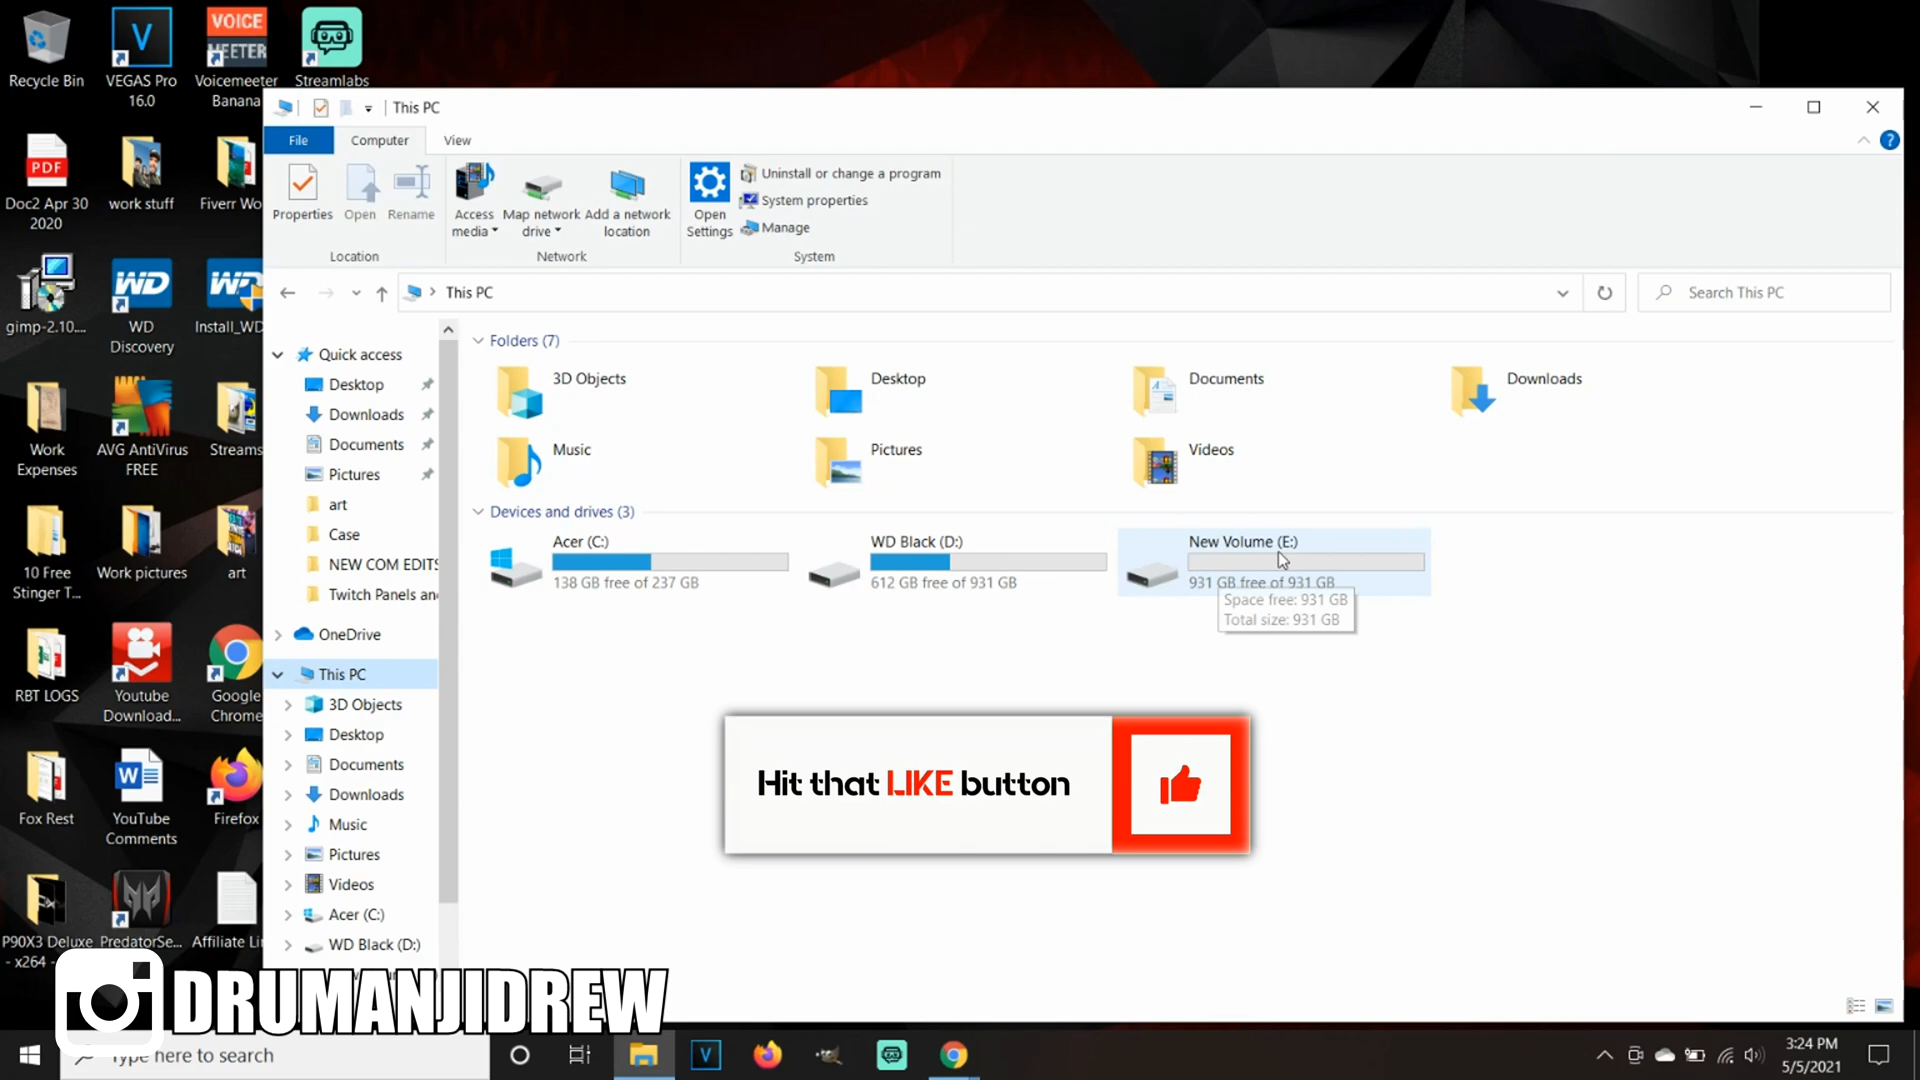 Recycle Bin
VEGAS Pro
16.0
VOICE
MEETER
Voicemeeter
Banana
Streamlabs
This PC
File
Computer
View
Properties
Open
Rename
Access
media
Map network
drive
Add a network
location
Open
Settings
Uninstall or change a program
System properties
Manage
Location
Network
System
This PC
Search This PC
PDF
Doc2 Apr 30
2020
work stuff
Fiverr Wo
gimp-2.10....
WD
WD
Discovery
Install_WD
Work
Expenses
AVG AntiVirus
FREE
Streams
10 Free
Stinger T...
Work pictures
art
RBT LOGS
Youtube
Download...
Google
Chrome
Fox Rest
YouTube
Comments
Firefox
P90X3 Deluxe
- x264 -
PredatorSe...
Affiliate Li
Quick access
Desktop
Downloads
Documents
Pictures
art
Case
NEW COM EDITS
Twitch Panels an
OneDrive
This PC
3D Objects
Desktop
Documents
Downloads
Music
Pictures
Videos
Acer (C:)
WD Black (D:)
Folders (7)
3D Objects
Desktop
Documents
Downloads
Music
Pictures
Videos
Devices and drives (3)
Acer (C:)
138 GB free of 237 GB
WD Black (D:)
612 GB free of 931 GB
New Volume (E:)
931 GB free of 931 GB
Space free: 931 GB
Total size: 931 GB
Hit that LIKE button
DRUMANJIDREW
Type here to search
3:24 PM
5/5/2021